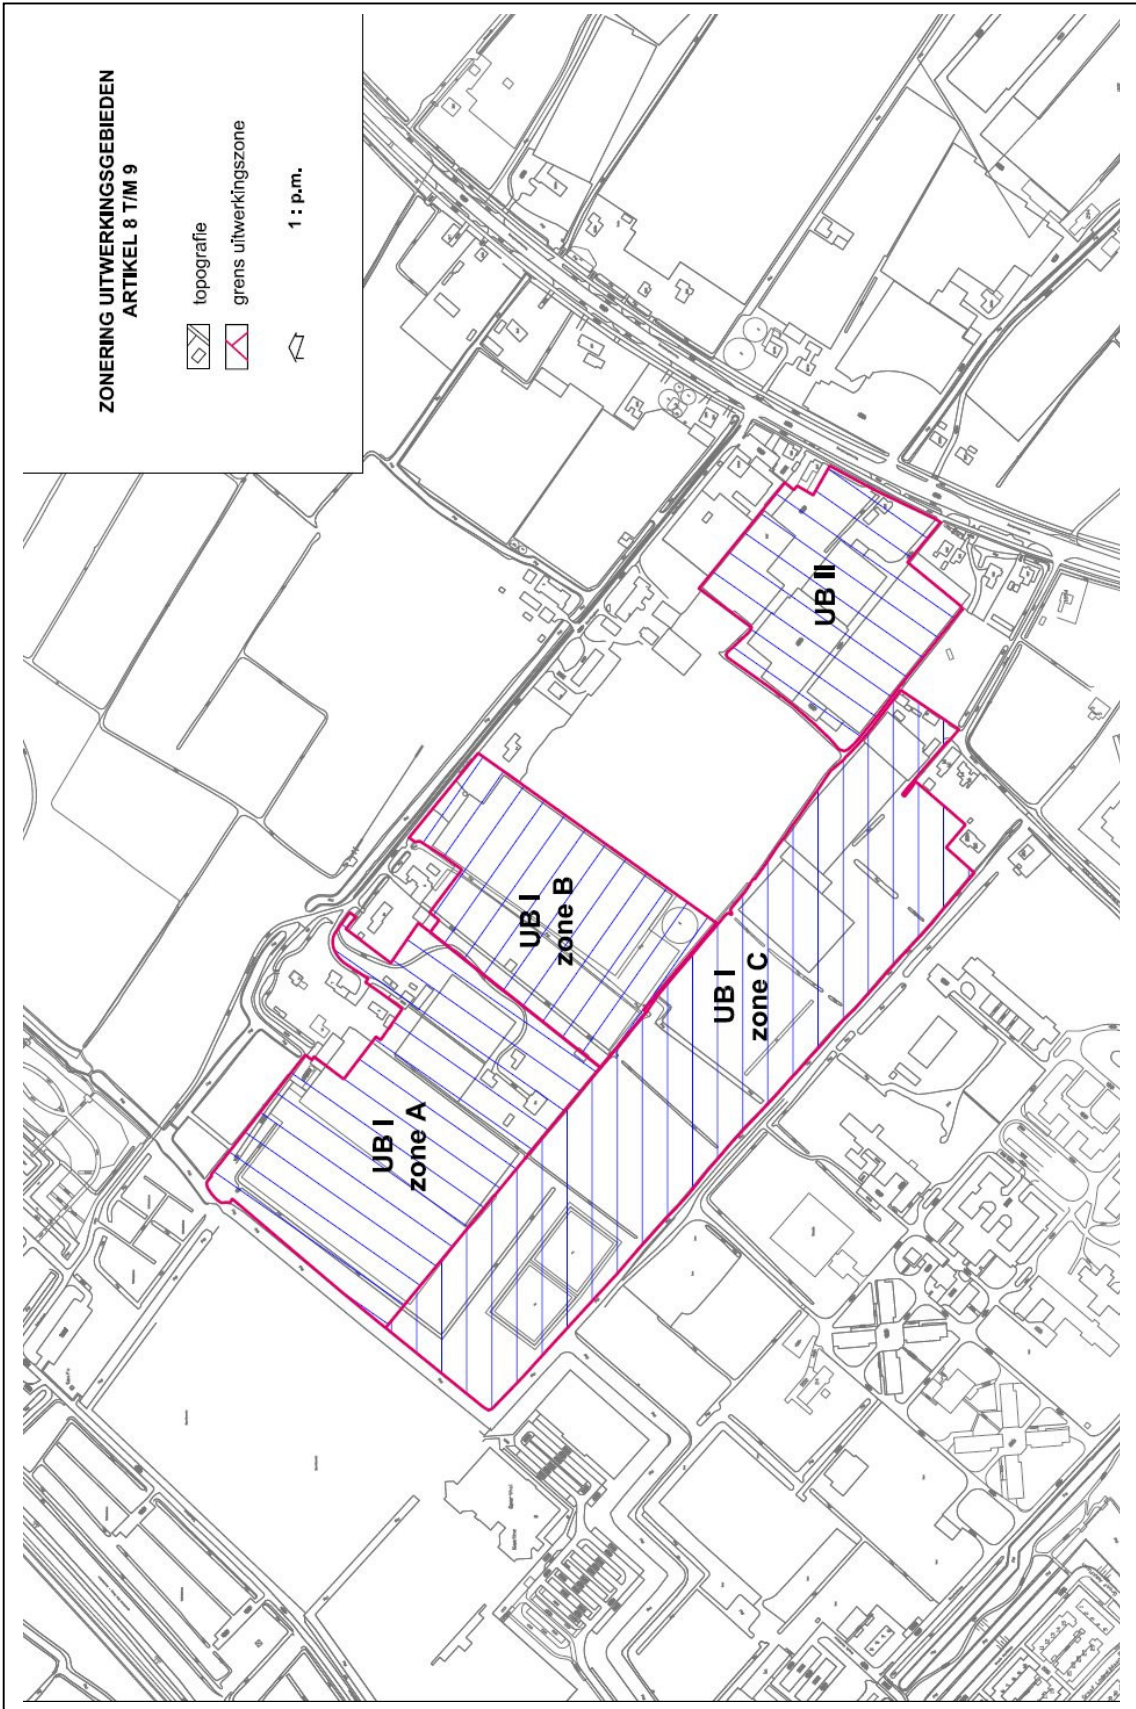 ZONERING UITWERKINGSGEBIEDEN
ARTIKEL 8 T/M 9
topografie
grens uitwerkingszone
1 : p.m.
UB I
zone A
UB I
zone B
UB I
zone C
UB II